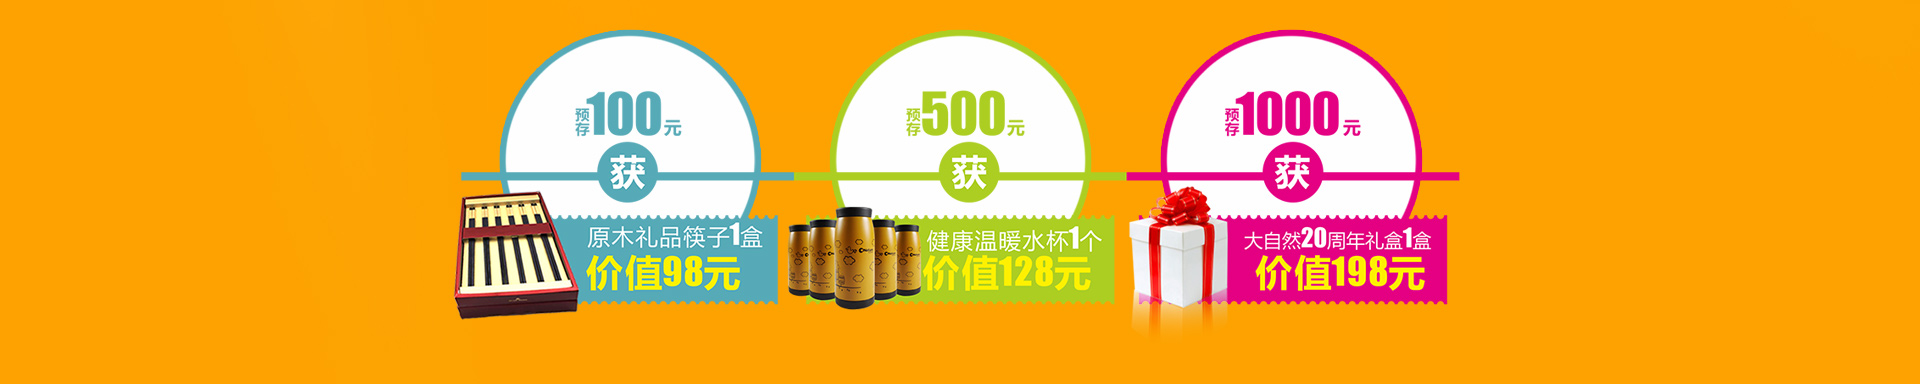 预存100元
获
原木礼品筷子1盒
价值98元
预存500元
获
健康温暖水杯1个
价值128元
预存1000元
获
大自然20周年礼盒1盒
价值198元